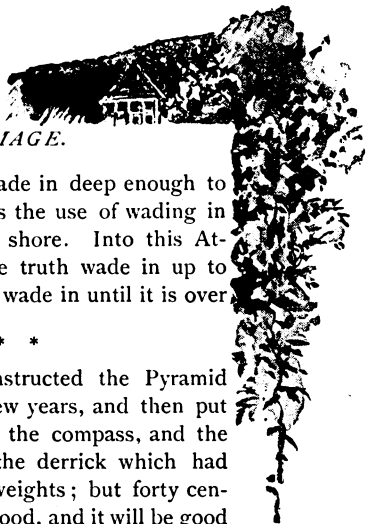 IAGE.
ade in deep enough to
s the use of wading in
shore. Into this At-
e truth wade in up to
wade in until it is over
* *
nstructed the Pyramid
ew years, and then put
the compass, and the
the derrick which had
weights; but forty cen-
ood, and it will be good